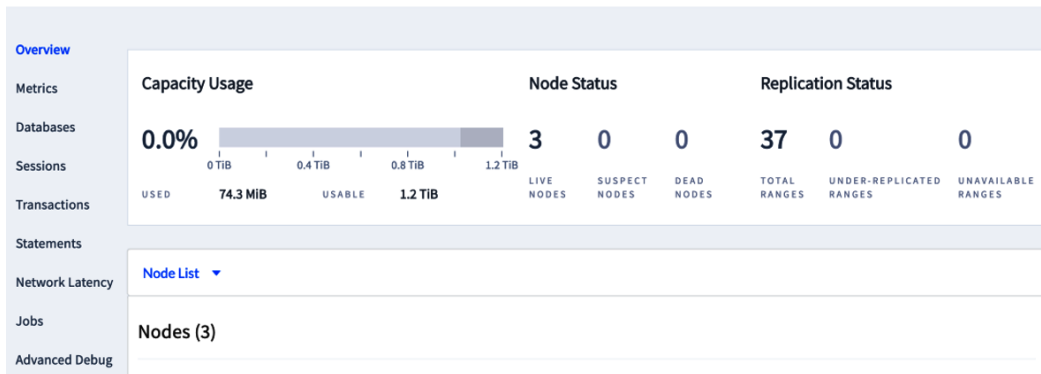 Overview
Metrics
Databases
Sessions
Transactions
Statements
Network Latency
Jobs
Advanced Debug
Capacity Usage
0.0%
0 TiB 0.4 TiB 0.8 TiB 1.2 TiB
USED 74.3 MiB USABLE 1.2 TiB
Node Status
3 0 0
LIVE SUSPECT DEAD
NODES NODES NODES
Replication Status
37 0 0
TOTAL UNDER-REPLICATED UNAVAILABLE
RANGES RANGES RANGES
Node List
Nodes (3)